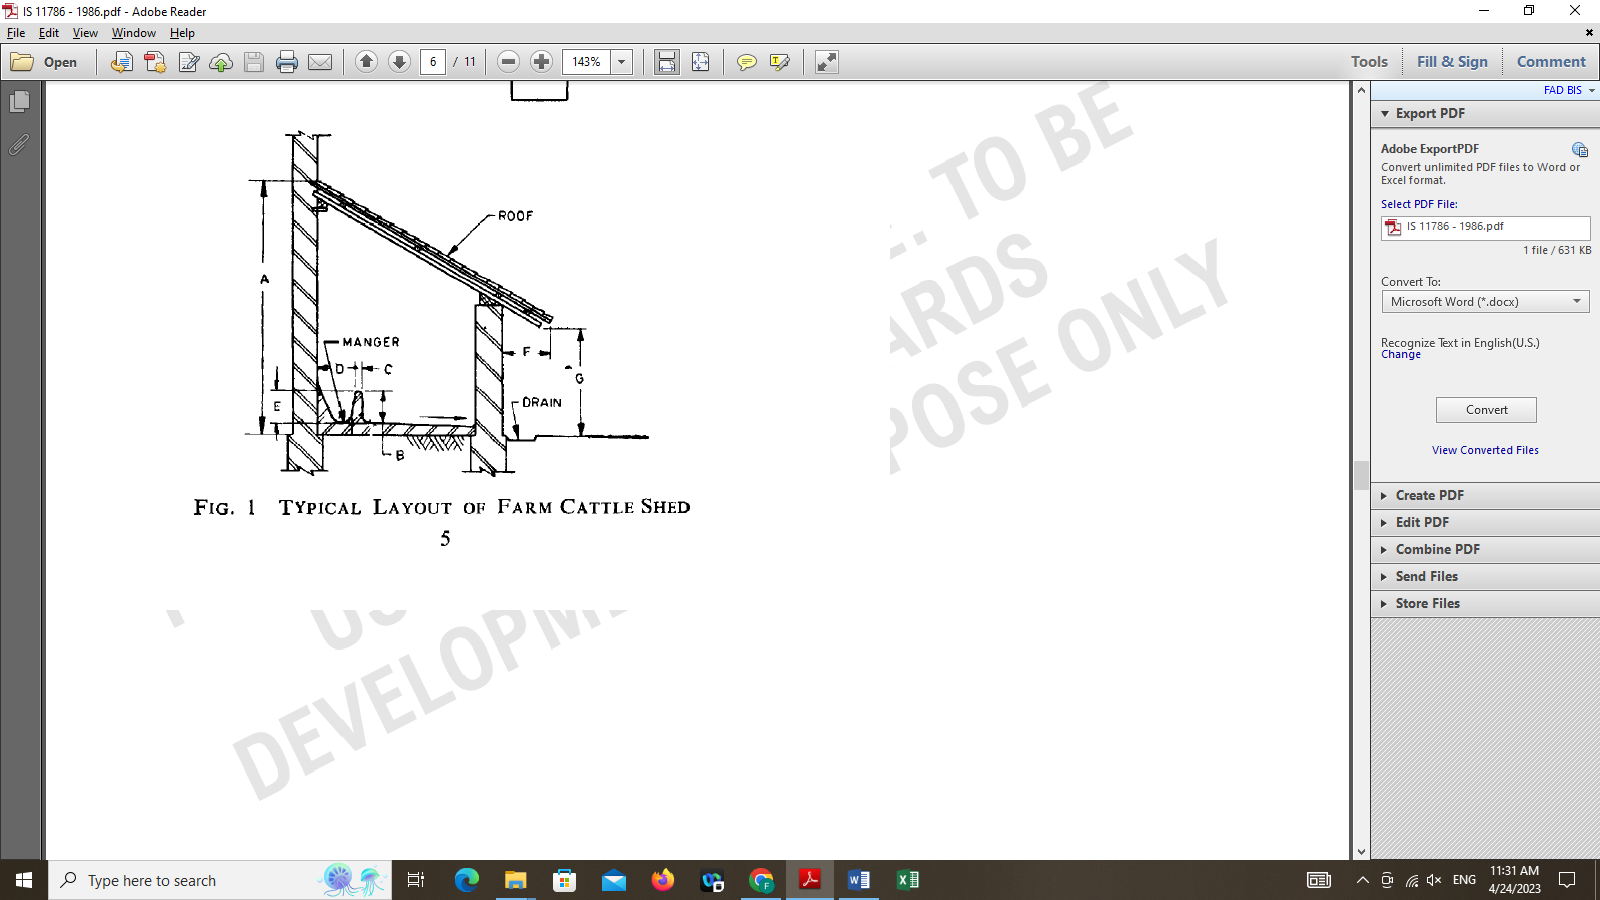 IS 11786 - 1986.pdf - Adobe Reader
File Edit View Window Help
Open 6 / 11 143% Tools Fill & Sign Comment
FAD BIS
Export PDF
Adobe ExportPDF
Convert unlimited PDF files to Word or
Excel format.
Select PDF File:
IS 11786 - 1986.pdf
1 file / 631 KB
Convert To:
Microsoft Word (*.docx)
Recognize Text in English(U.S.)
Change
Convert
View Converted Files
Create PDF
Edit PDF
Combine PDF
Send Files
Store Files
. TO BE
ARDS
POSE ONLY
ROOF
A
MANGER
D C
F
G
E
DRAIN
B
FIG. 1 TYPICAL LAYOUT OF FARM CATTLE SHED
5
DEVELOPM
Type here to search
ENG
11:31 AM
4/24/2023